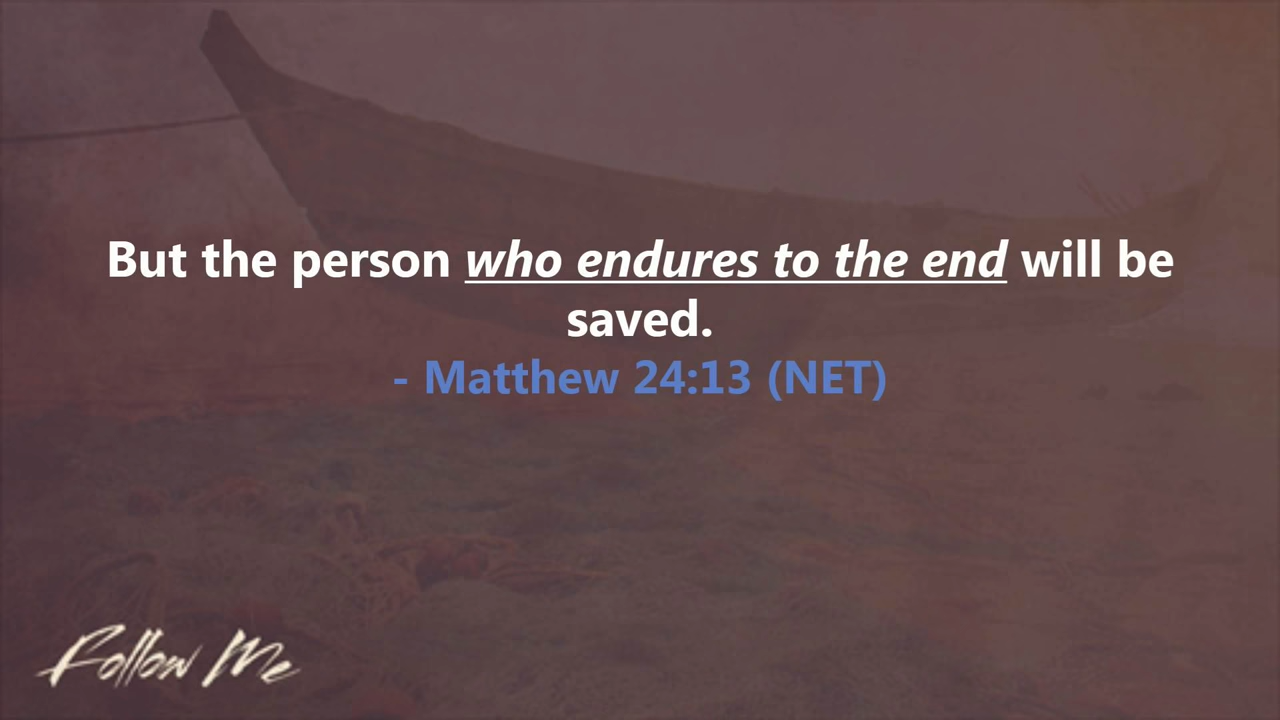 But the person who endures to the end will be
saved.
- Matthew 24:13 (NET)
Follow Me